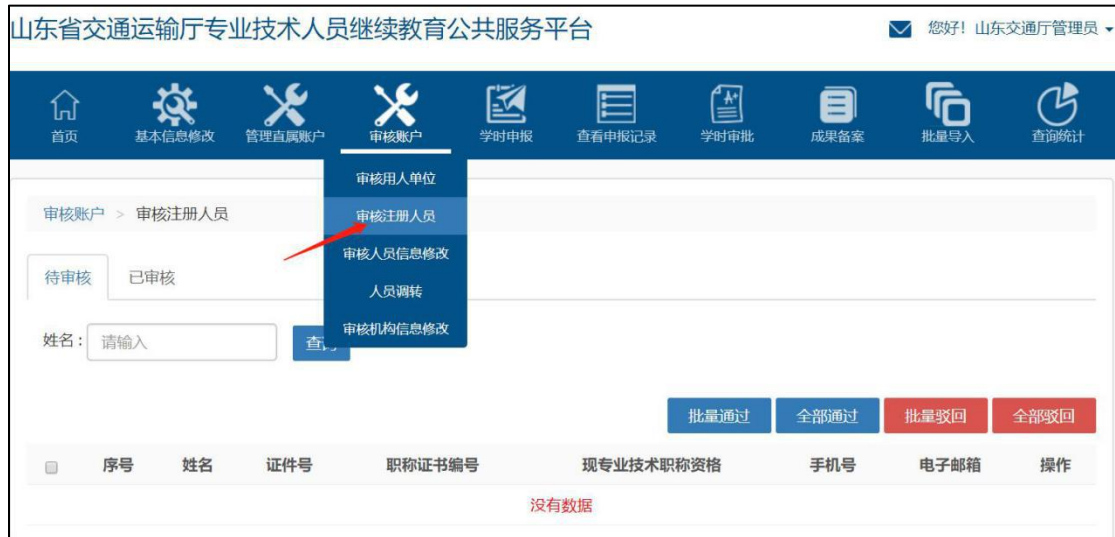 山东省交通运输厅专业技术人员继续教育公共服务平台
您好！山东交通厅管理员
首页 基本信息修改 管理直属账户 审核账户 学时申报 查看申报记录 学时审批 成果备案 批量导入 查询统计
审核用人单位
审核账户 > 审核注册人员
审核注册人员
审核人员信息修改
待审核 已审核
人员调转
审核机构信息修改
姓名： 请输入
批量通过 全部通过 批量驳回 全部驳回
序号 姓名 证件号 职称证书编号 现专业技术职称资格 手机号 电子邮箱 操作
没有数据